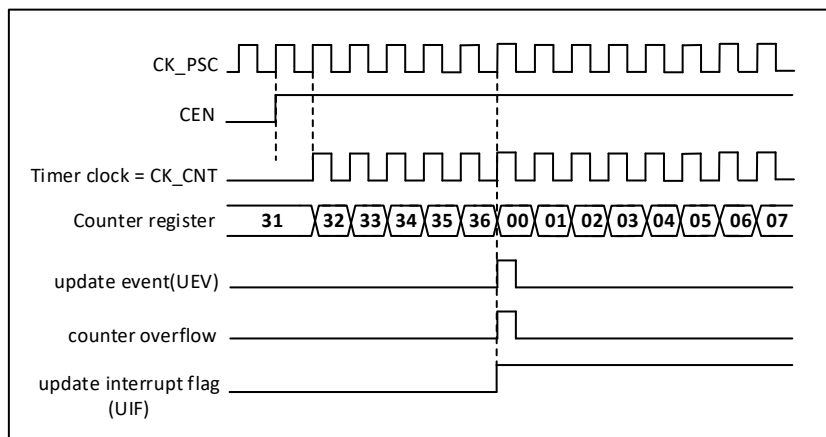 CK_PSC
CEN
Timer clock = CK_CNT
Counter register 31 32 33 34 35 36 00 01 02 03 04 05 06 07
update event(UEV)
counter overflow
update interrupt flag
(UIF)